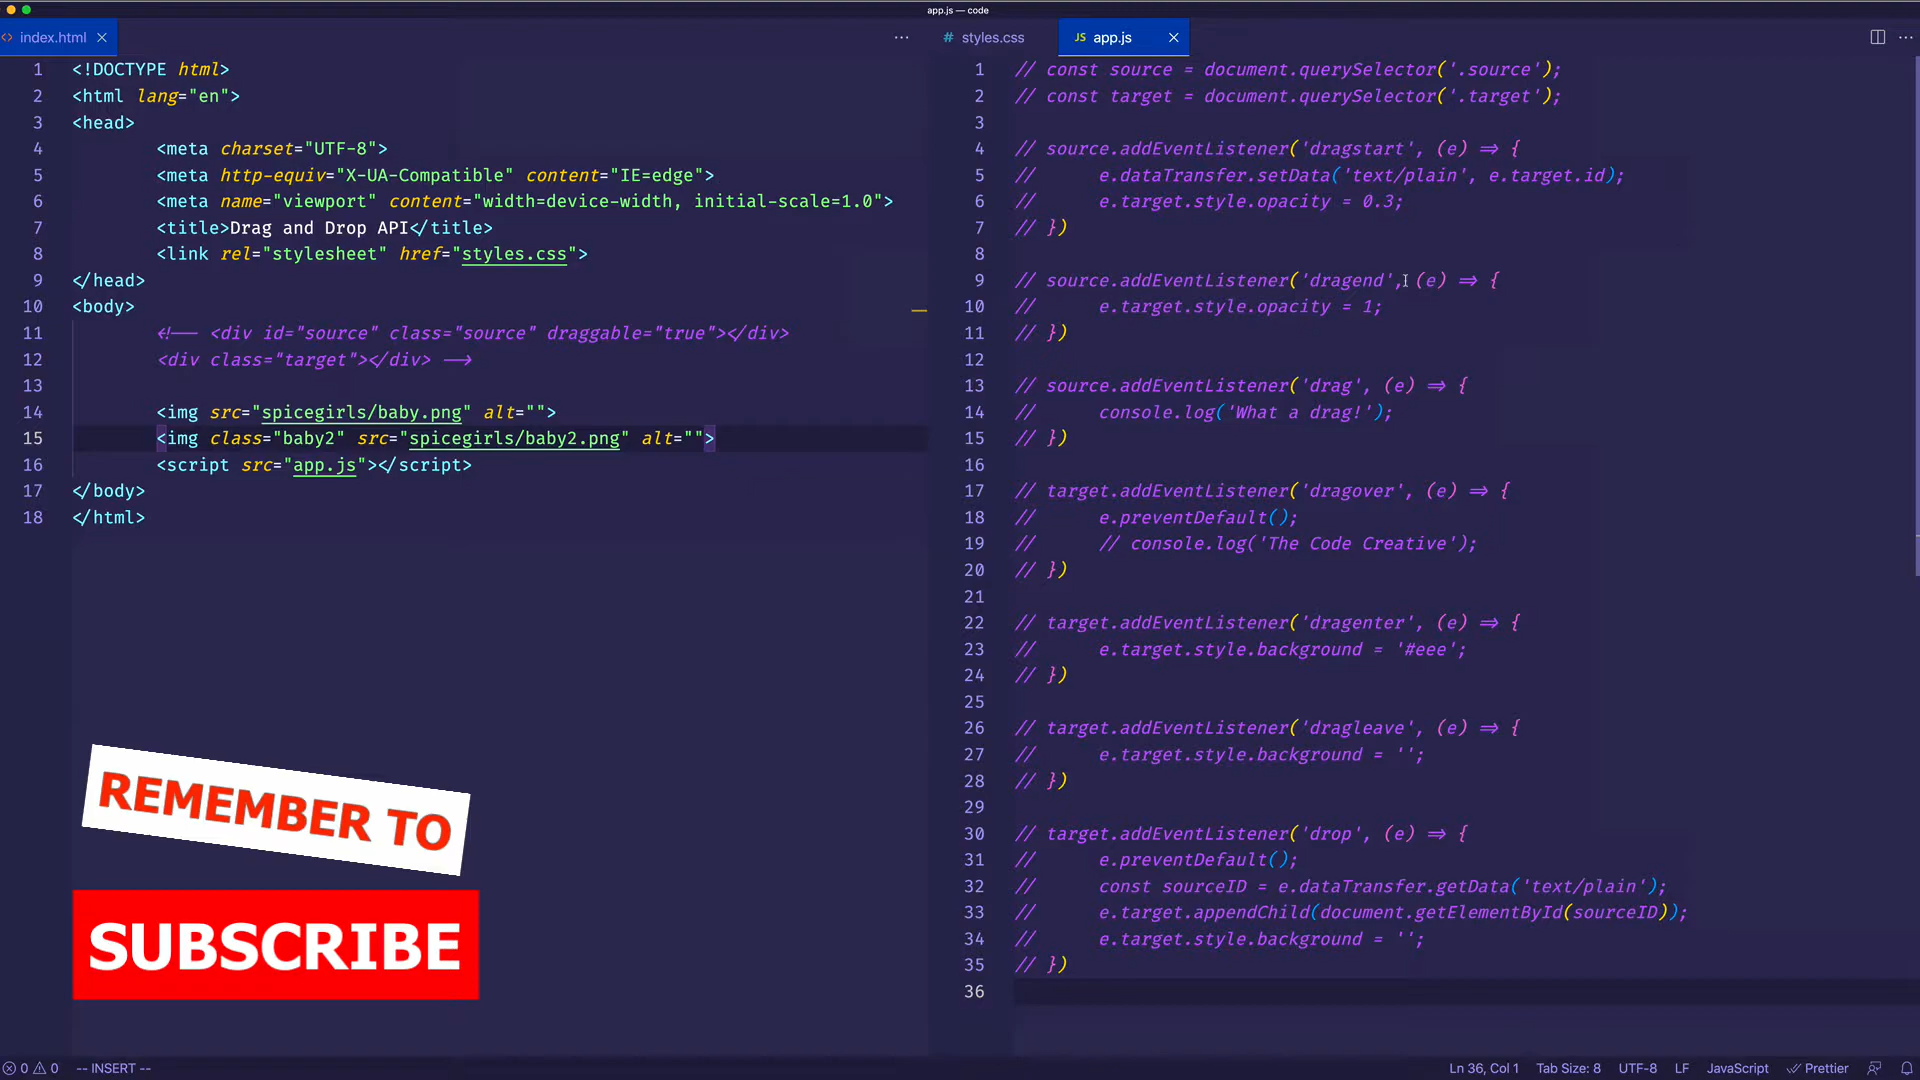 app.js — code
index.html
1 <!DOCTYPE html>
2 <html lang="en">
3 <head>
4 <meta charset="UTF-8">
5 <meta http-equiv="X-UA-Compatible" content="IE=edge">
6 <meta name="viewport" content="width=device-width, initial-scale=1.0">
7 <title>Drag and Drop API</title>
8 <link rel="stylesheet" href="styles.css">
9 </head>
10 <body>
11 <!-- <div id="source" class="source" draggable="true"></div>
12 <div class="target"></div> -->
13
14 <img src="spicegirls/baby.png" alt="">
15 <img class="baby2" src="spicegirls/baby2.png" alt="">
16 <script src="app.js"></script>
17 </body>
18 </html>
REMEMBER TO
SUBSCRIBE
# styles.css
JS app.js
1 // const source = document.querySelector('.source');
2 // const target = document.querySelector('.target');
3
4 // source.addEventListener('dragstart', (e) => {
5 // e.dataTransfer.setData('text/plain', e.target.id);
6 // e.target.style.opacity = 0.3;
7 // })
8
9 // source.addEventListener('dragend', (e) => {
10 // e.target.style.opacity = 1;
11 // })
12
13 // source.addEventListener('drag', (e) => {
14 // console.log('What a drag!');
15 // })
16
17 // target.addEventListener('dragover', (e) => {
18 // e.preventDefault();
19 // // console.log('The Code Creative');
20 // })
21
22 // target.addEventListener('dragenter', (e) => {
23 // e.target.style.background = '#eee';
24 // })
25
26 // target.addEventListener('dragleave', (e) => {
27 // e.target.style.background = '';
28 // })
29
30 // target.addEventListener('drop', (e) => {
31 // e.preventDefault();
32 // const sourceID = e.dataTransfer.getData('text/plain');
33 // e.target.appendChild(document.getElementById(sourceID));
34 // e.target.style.background = '';
35 // })
36
0 0 -- INSERT --
Ln 36, Col 1 Tab Size: 8 UTF-8 LF JavaScript Prettier